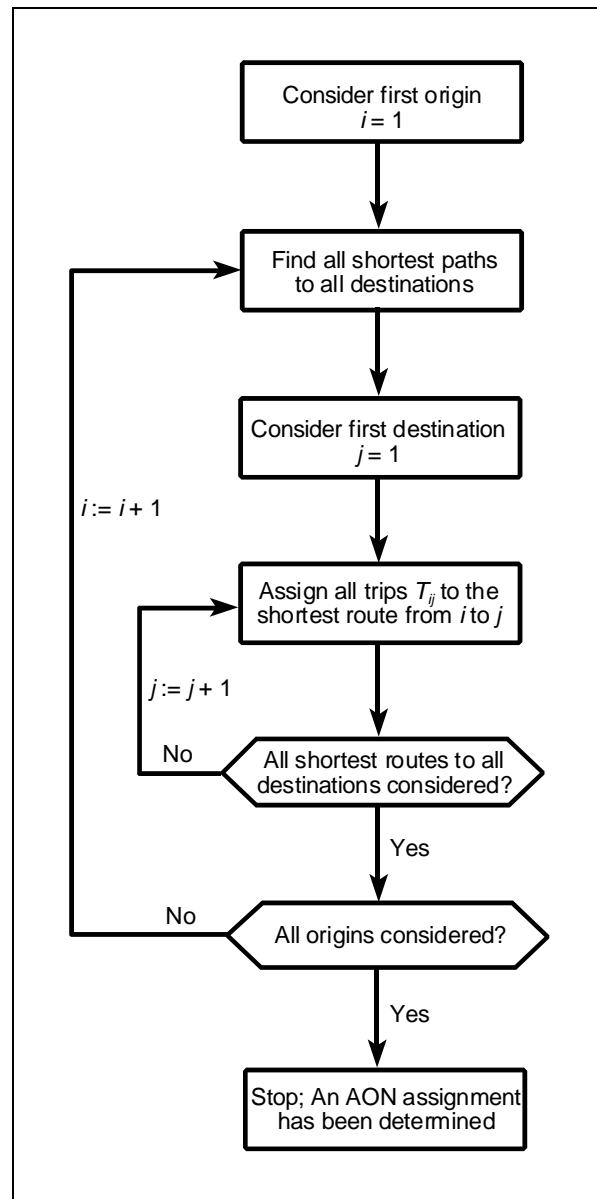 Consider first origin
i = 1
Find all shortest paths
to all destinations
Consider first destination
j = 1
i := i + 1
Assign all trips Tij to the
shortest route from i to j
j := j + 1
No
All shortest routes to all
destinations considered?
Yes
No
All origins considered?
Yes
Stop; An AON assignment
has been determined